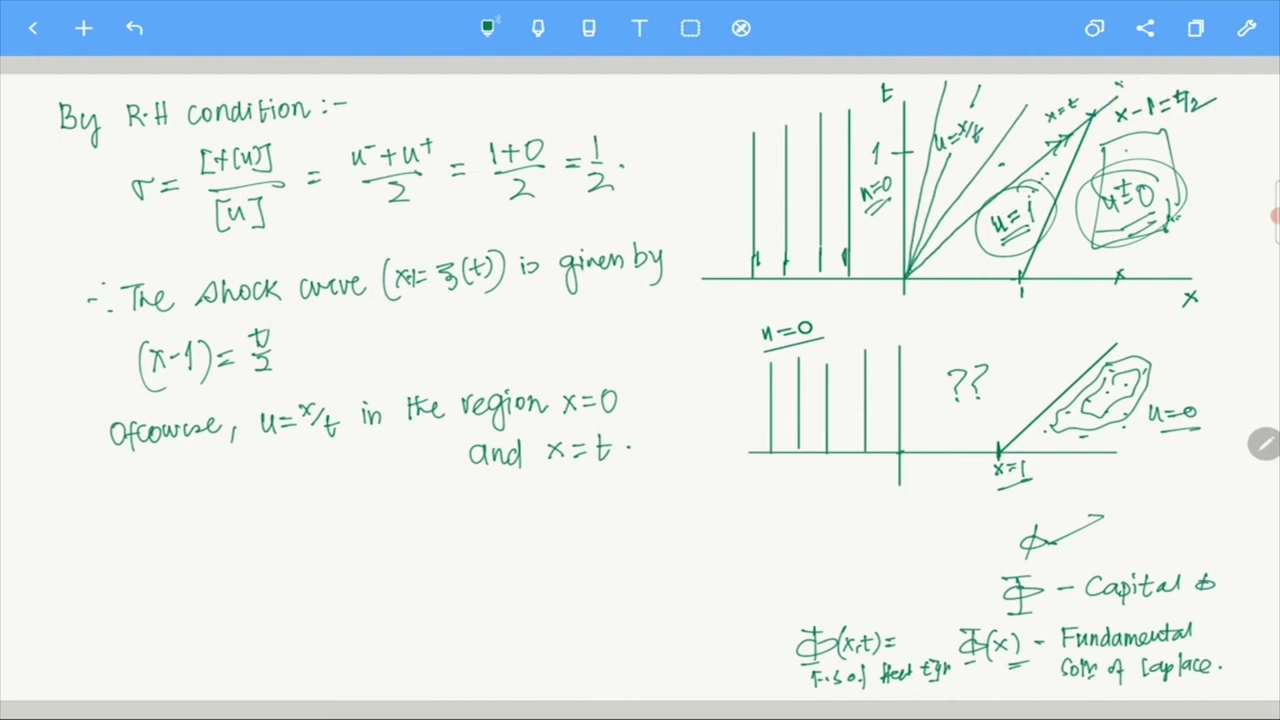 By R-H condition :-
σ = [f(u)] / [u] = u⁻ + u⁺ / 2 = 1+0 / 2 = 1/2 .
∴ The shock curve (x = ξ(t)) is given by
(x-1) = t/2
Ofcourse, u = x/t in the region x = 0
and x = t .
t
x = t
x - 1 = t/2
u = x/t
1
u = 0
u = 1
u⁺ = 0
1
x
u = 0
??
u = 0
x = 1
Φ - Capital ϕ
Φ(x,t) = Φ(x) - Fundamental
F.S of Heat Eqn Soln of Laplace.